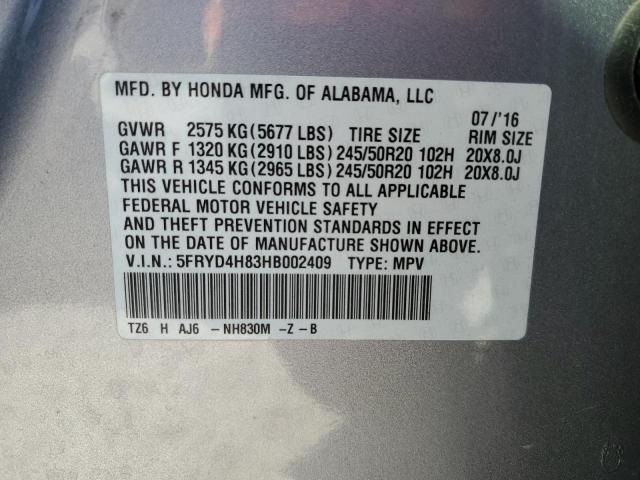 MFD. BY HONDA MFG. OF ALABAMA, LLC
07/'16
GVWR 2575 KG (5677 LBS) TIRE SIZE RIM SIZE
GAWR F 1320 KG (2910 LBS) 245/50R20 102H 20X8.0J
GAWR R 1345 KG (2965 LBS) 245/50R20 102H 20X8.0J
THIS VEHICLE CONFORMS TO ALL APPLICABLE
FEDERAL MOTOR VEHICLE SAFETY
AND THEFT PREVENTION STANDARDS IN EFFECT
ON THE DATE OF MANUFACTURE SHOWN ABOVE.
V.I.N.: 5FRYD4H83HB002409 TYPE: MPV
TZ6 H AJ6 -NH830M -Z -B